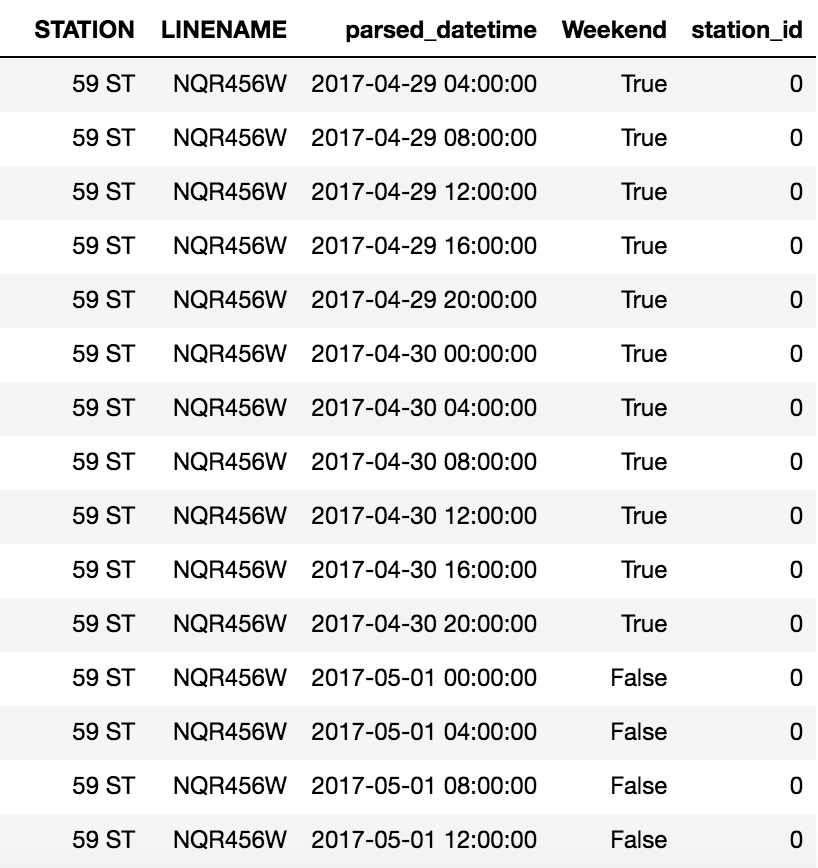 STATION LINENAME parsed_datetime Weekend station_id
59 ST NQR456W 2017-04-29 04:00:00 True 0
59 ST NQR456W 2017-04-29 08:00:00 True 0
59 ST NQR456W 2017-04-29 12:00:00 True 0
59 ST NQR456W 2017-04-29 16:00:00 True 0
59 ST NQR456W 2017-04-29 20:00:00 True 0
59 ST NQR456W 2017-04-30 00:00:00 True 0
59 ST NQR456W 2017-04-30 04:00:00 True 0
59 ST NQR456W 2017-04-30 08:00:00 True 0
59 ST NQR456W 2017-04-30 12:00:00 True 0
59 ST NQR456W 2017-04-30 16:00:00 True 0
59 ST NQR456W 2017-04-30 20:00:00 True 0
59 ST NQR456W 2017-05-01 00:00:00 False 0
59 ST NQR456W 2017-05-01 04:00:00 False 0
59 ST NQR456W 2017-05-01 08:00:00 False 0
59 ST NQR456W 2017-05-01 12:00:00 False 0